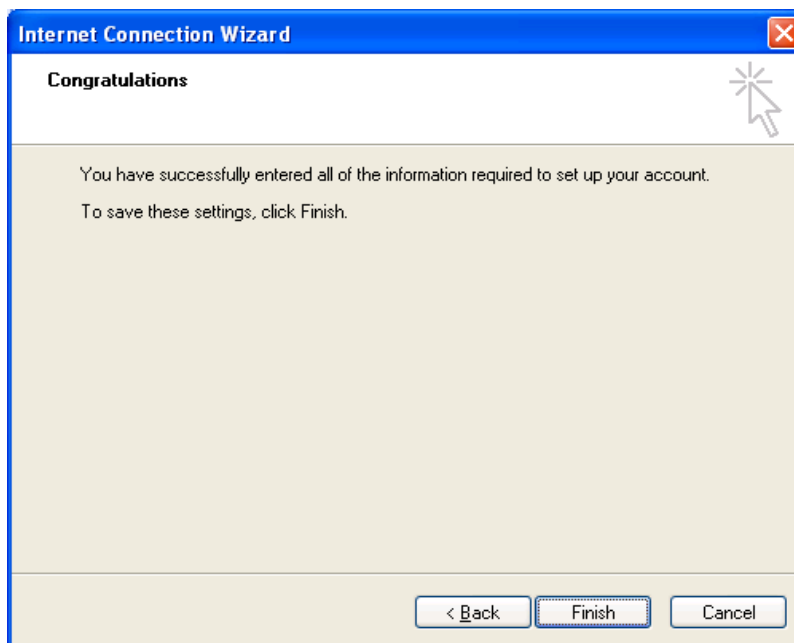 Internet Connection Wizard
Congratulations
You have successfully entered all of the information required to set up your account.
To save these settings, click Finish.
< Back
Finish
Cancel